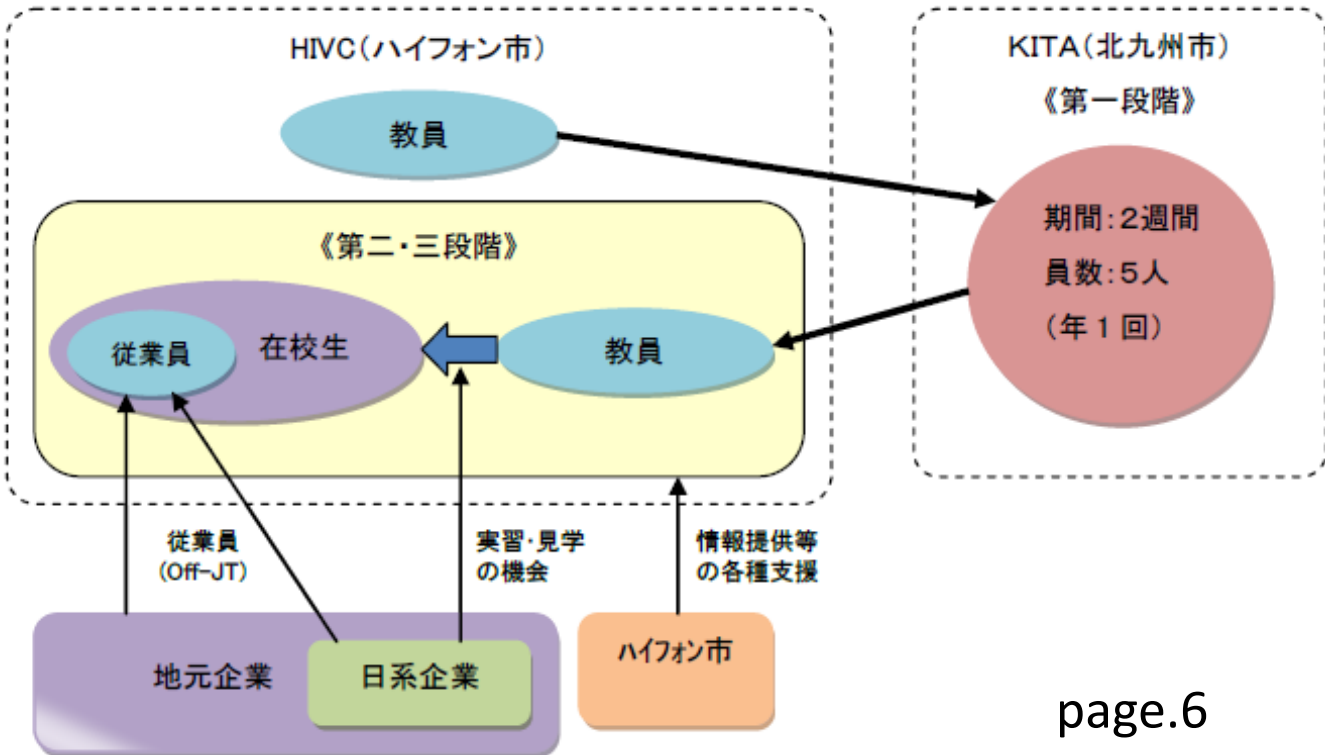 HIVC(ハイフォン市)
教員
《第二・三段階》
従業員
在校生
教員
KITA(北九州市)
《第一段階》
期間:2週間
員数:5人
(年1回)
従業員
(Off-JT)
実習・見学
の機会
情報提供等
の各種支援
地元企業
日系企業
ハイフォン市
page.6